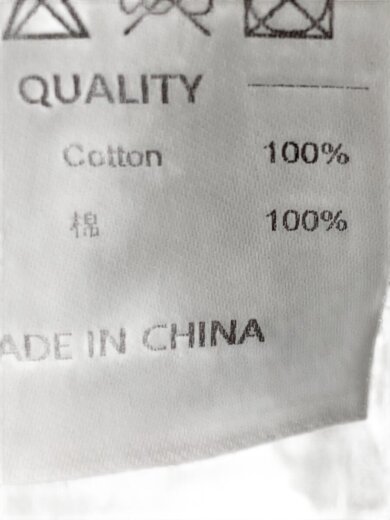 QUALITY
Cotton 100%
棉 100%
ADE IN CHINA